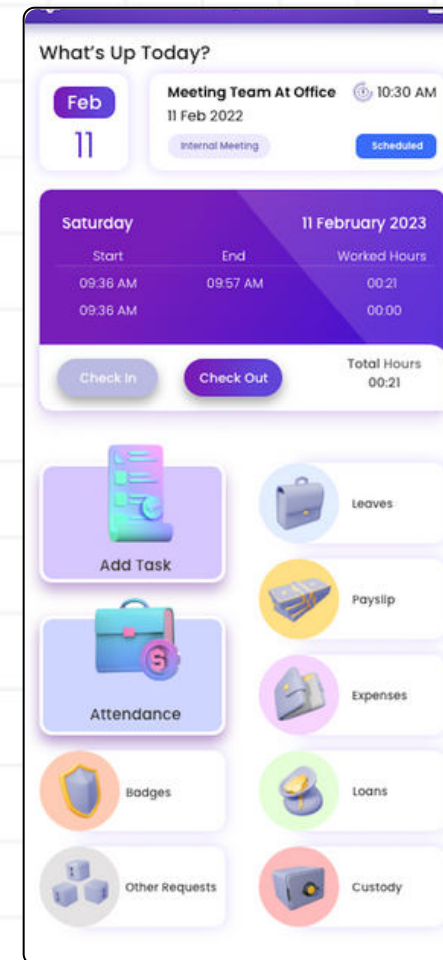 What's Up Today?
Feb
11
Meeting Team At Office
10:30 AM
11 Feb 2022
Internal Meeting
Scheduled
Saturday
11 February 2023
Start End Worked Hours
09:36 AM 09:57 AM 00:21
09:36 AM 00:00
Check In
Check Out
Total Hours
00:21
Add Task
Leaves
Payslip
Attendance
Expenses
Badges
Loans
Other Requests
Custody